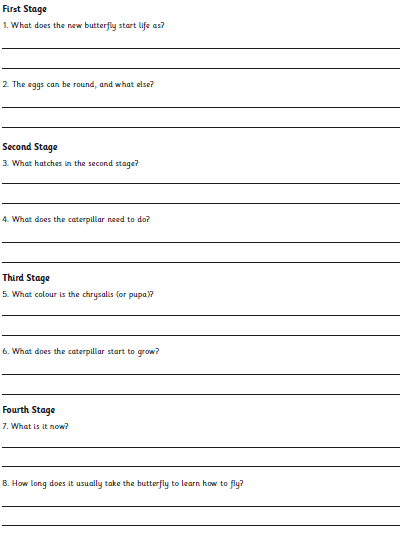 First Stage
1. What does the new butterfly start life as?
2. The eggs can be round, and what else?
Second Stage
3. What hatches in the second stage?
4. What does the caterpillar need to do?
Third Stage
5. What colour is the chrysalis (or pupa)?
6. What does the caterpillar start to grow?
Fourth Stage
7. What is it now?
8. How long does it usually take the butterfly to learn how to fly?